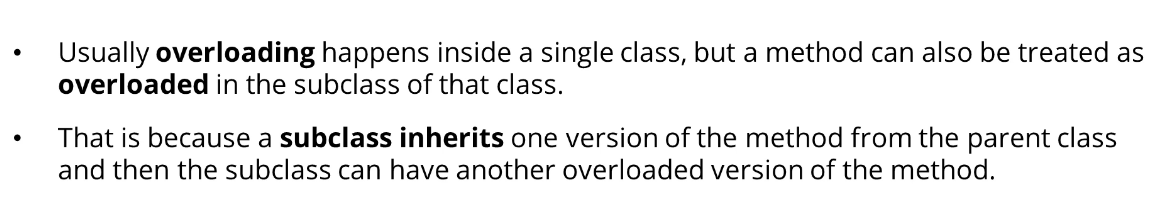 • Usually overloading happens inside a single class, but a method can also be treated as
overloaded in the subclass of that class.
• That is because a subclass inherits one version of the method from the parent class
and then the subclass can have another overloaded version of the method.